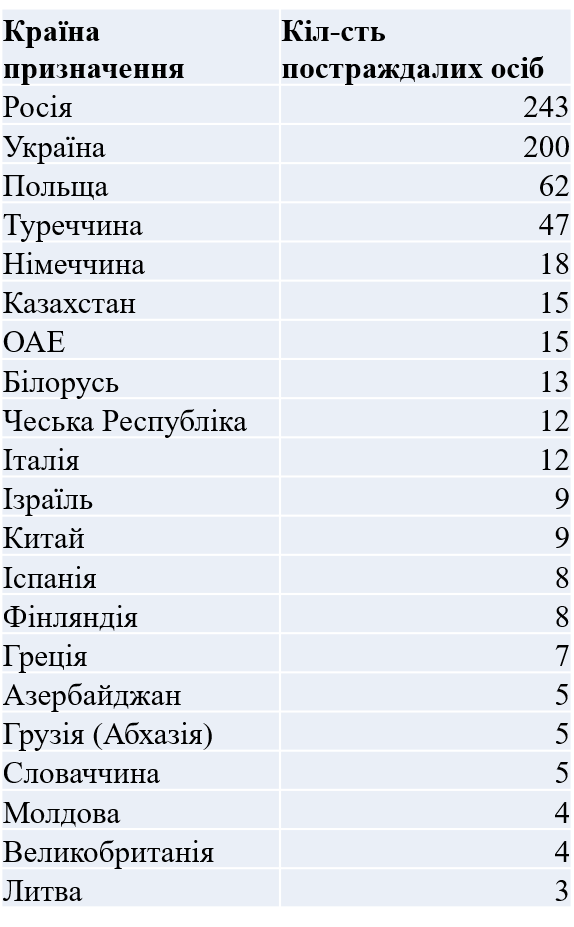 Країна Кіл-сть
призначення постраждалих осіб
Росія 243
Україна 200
Польща 62
Туреччина 47
Німеччина 18
Казахстан 15
ОАЕ 15
Білорусь 13
Чеська Республіка 12
Італія 12
Ізраїль 9
Китай 9
Іспанія 8
Фінляндія 8
Греція 7
Азербайджан 5
Грузія (Абхазія) 5
Словаччина 5
Молдова 4
Великобританія 4
Литва 3